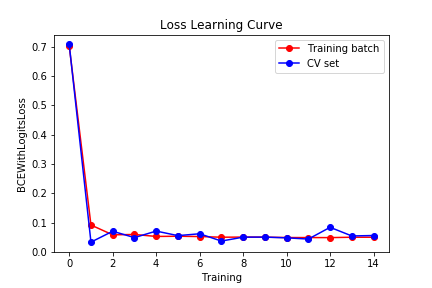 Loss Learning Curve
BCEWithLogitsLoss
0.7
0.6
0.5
0.4
0.3
0.2
0.1
0.0
Training batch
CV set
0 2 4 6 8 10 12 14
Training